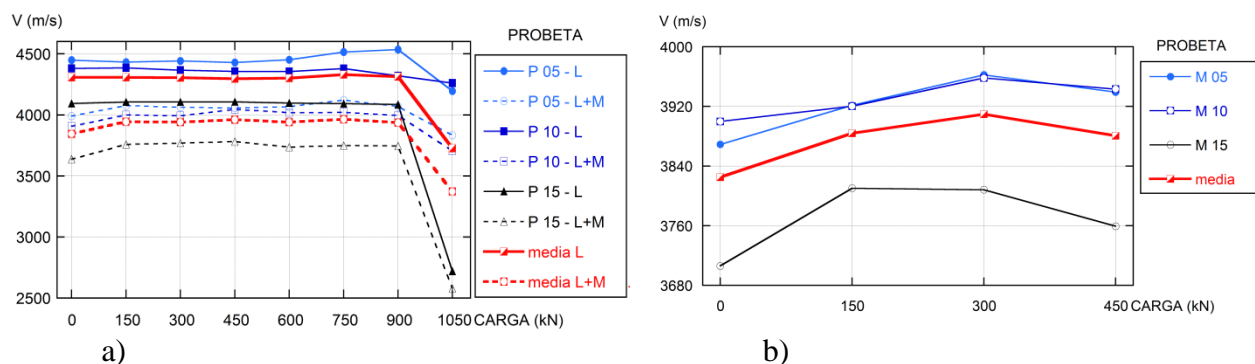 V (m/s)
4500
4000
3500
3000
2500
0 150 300 450 600 750 900 1050 CARGA (kN)
PROBETA
P 05 - L
P 05 - L+M
P 10 - L
P 10 - L+M
P 15 - L
P 15 - L+M
media L
media L+M
a)
V (m/s)
4000
3920
3840
3760
3680
0 150 300 450 CARGA (kN)
PROBETA
M 05
M 10
M 15
media
b)